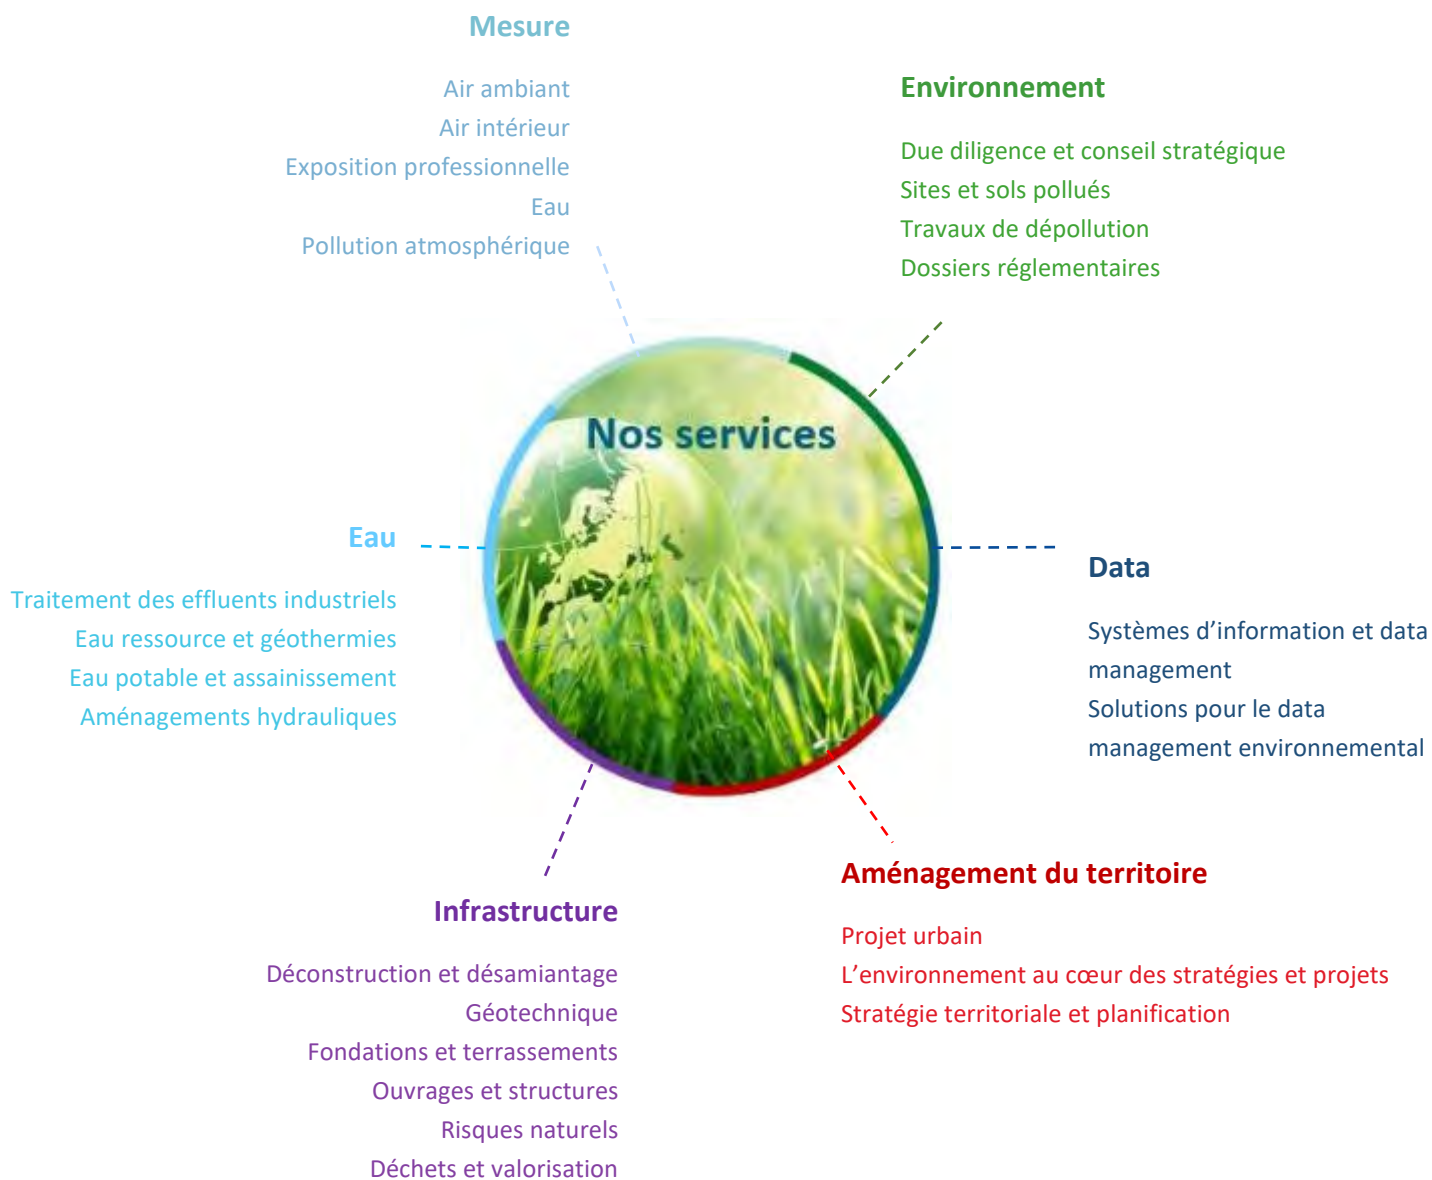 Mesure
Air ambiant
Air intérieur
Exposition professionnelle
Eau
Pollution atmosphérique
Environnement
Due diligence et conseil stratégique
Sites et sols pollués
Travaux de dépollution
Dossiers réglementaires
Nos services
Eau
Traitement des effluents industriels
Eau ressource et géothermies
Eau potable et assainissement
Aménagements hydrauliques
Data
Systèmes d’information et data
management
Solutions pour le data
management environnemental
Infrastructure
Déconstruction et désamiantage
Géotechnique
Fondations et terrassements
Ouvrages et structures
Risques naturels
Déchets et valorisation
Aménagement du territoire
Projet urbain
L’environnement au cœur des stratégies et projets
Stratégie territoriale et planification